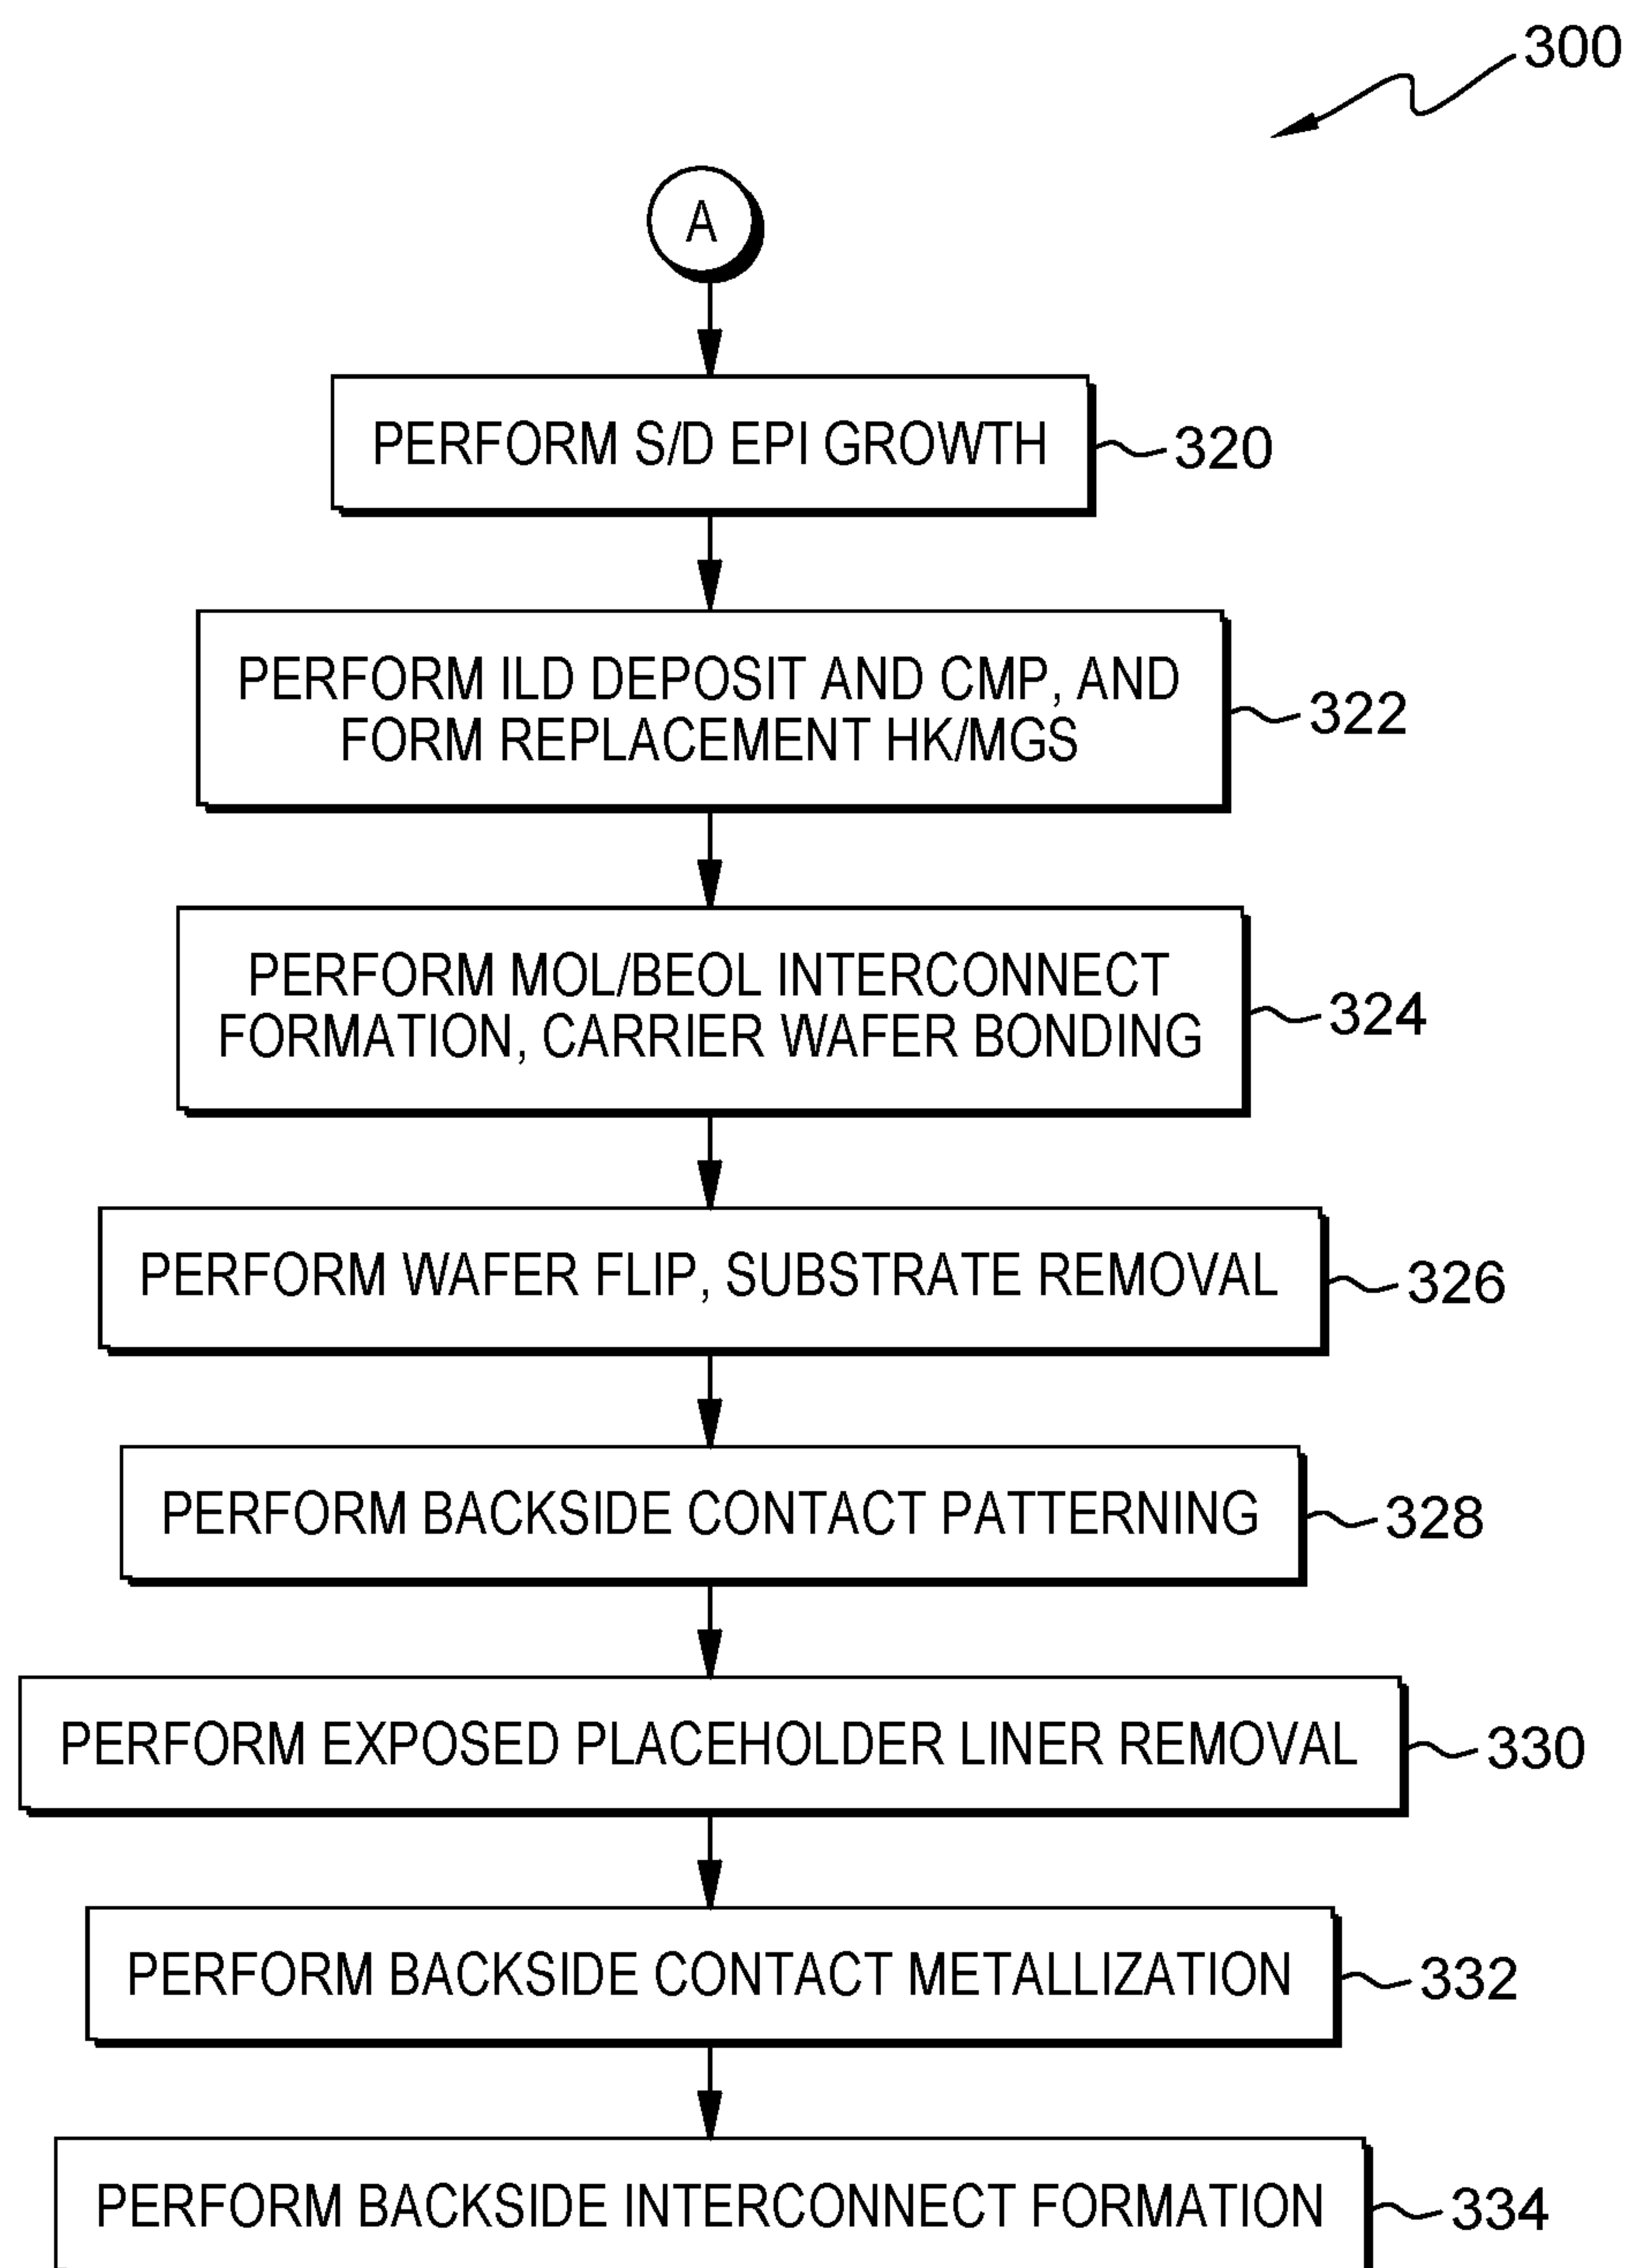 300
A
PERFORM S/D EPI GROWTH
320
PERFORM ILD DEPOSIT AND CMP, AND
FORM REPLACEMENT HK/MGS
322
PERFORM MOL/BEOL INTERCONNECT
FORMATION, CARRIER WAFER BONDING
324
PERFORM WAFER FLIP, SUBSTRATE REMOVAL
326
PERFORM BACKSIDE CONTACT PATTERNING
328
PERFORM EXPOSED PLACEHOLDER LINER REMOVAL
330
PERFORM BACKSIDE CONTACT METALLIZATION
332
PERFORM BACKSIDE INTERCONNECT FORMATION
334